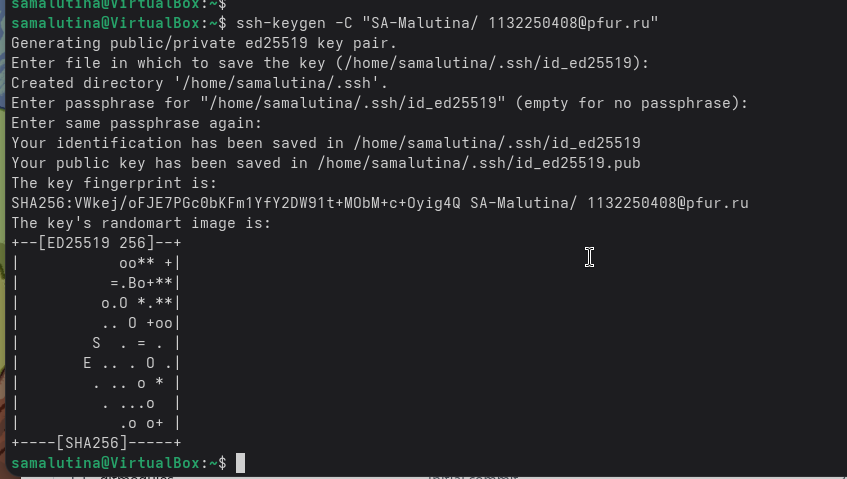 samalutina@VirtualBox:~$
samalutina@VirtualBox:~$ ssh-keygen -C "SA-Malutina/ 1132250408@pfur.ru"
Generating public/private ed25519 key pair.
Enter file in which to save the key (/home/samalutina/.ssh/id_ed25519):
Created directory '/home/samalutina/.ssh'.
Enter passphrase for "/home/samalutina/.ssh/id_ed25519" (empty for no passphrase):
Enter same passphrase again:
Your identification has been saved in /home/samalutina/.ssh/id_ed25519
Your public key has been saved in /home/samalutina/.ssh/id_ed25519.pub
The key fingerprint is:
SHA256:VWkej/oFJE7PGc0bKFm1YfY2DW91t+MObM+c+Oyig4Q SA-Malutina/ 1132250408@pfur.ru
The key's randomart image is:
+--[ED25519 256]--+
|           oo** +|
|          =.Bo+**|
|         o.O *.**|
|         .. O +oo|
|        S  . = . |
|       E .. . O .|
|        . .. o * |
|         . ...o  |
|           .o o+ |
+----[SHA256]-----+
samalutina@VirtualBox:~$